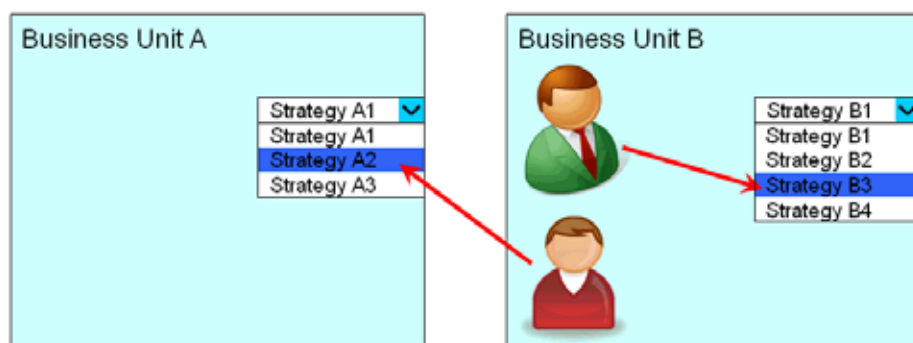 Business Unit A
Strategy A1
Strategy A1
Strategy A2
Strategy A3
Business Unit B
Strategy B1
Strategy B1
Strategy B2
Strategy B3
Strategy B4